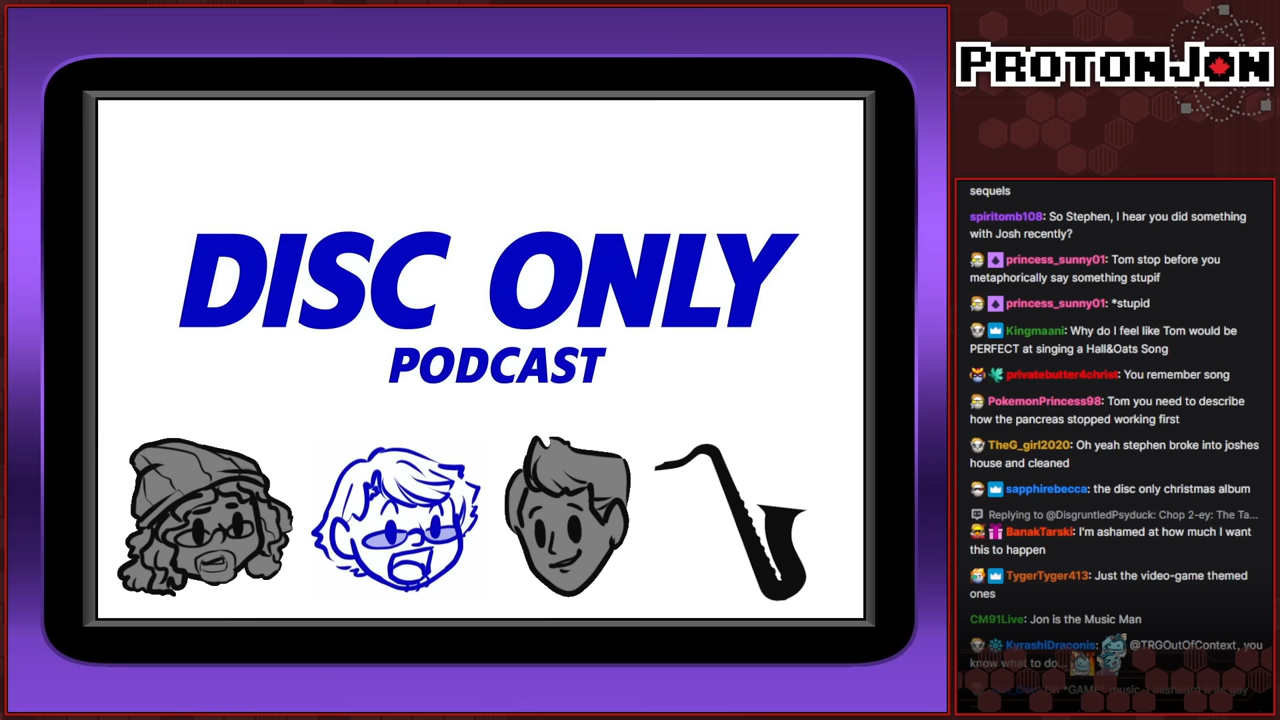 DISC ONLY
PODCAST
PROTONJON
sequels
spiritomb108: So Stephen, I hear you did something
with Josh recently?
princess_sunny01: Tom stop before you
metaphorically say something stupif
princess_sunny01: *stupid
Kingmaani: Why do I feel like Tom would be
PERFECT at singing a Hall&Oats Song
privatebutter4christ: You remember song
PokemonPrincess98: Tom you need to describe
how the pancreas stopped working first
TheG_girl2020: Oh yeah stephen broke into joshes
house and cleaned
sapphirebecca: the disc only christmas album
Replying to @DisgruntledPsyduck: Chop 2-ey: The Ta...
BanakTarski: I'm ashamed at how much I want
this to happen
TygerTyger413: Just the video-game themed
ones
CM91Live: Jon is the Music Man
KyrashiDraconis: @TRGOutOfContext, you
know what to do...
*GAME* music